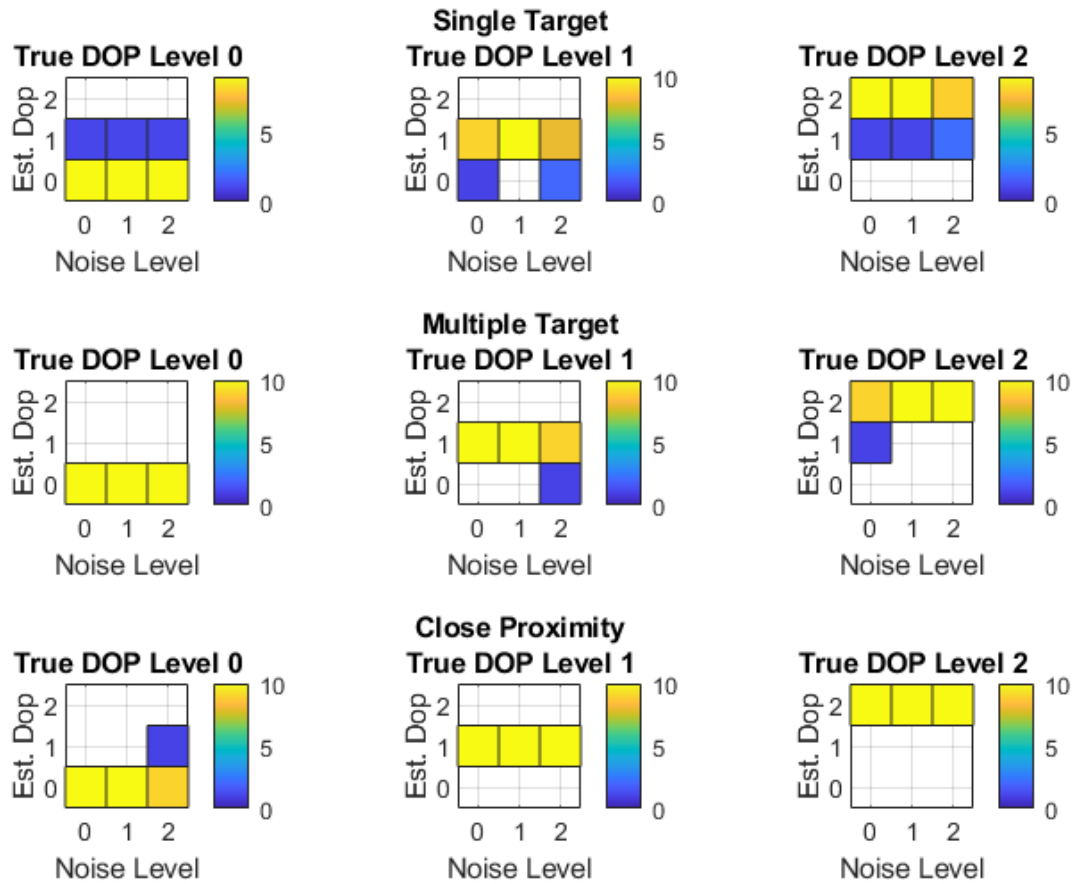 Single Target
True DOP Level 0
True DOP Level 1
True DOP Level 2
Est. Dop
2
1
0
0 1 2
Noise Level
5
0
2
1
0
Est. Dop
0 1 2
Noise Level
10
5
0
Est. Dop
2
1
0
0 1 2
Noise Level
5
0
Multiple Target
True DOP Level 0
True DOP Level 1
True DOP Level 2
Est. Dop
2
1
0
0 1 2
Noise Level
10
5
0
Est. Dop
2
1
0
0 1 2
Noise Level
10
5
0
Est. Dop
2
1
0
0 1 2
Noise Level
10
5
0
Close Proximity
True DOP Level 0
True DOP Level 1
True DOP Level 2
Est. Dop
2
1
0
0 1 2
Noise Level
10
5
0
Est. Dop
2
1
0
0 1 2
Noise Level
10
5
0
Est. Dop
2
1
0
0 1 2
Noise Level
10
5
0